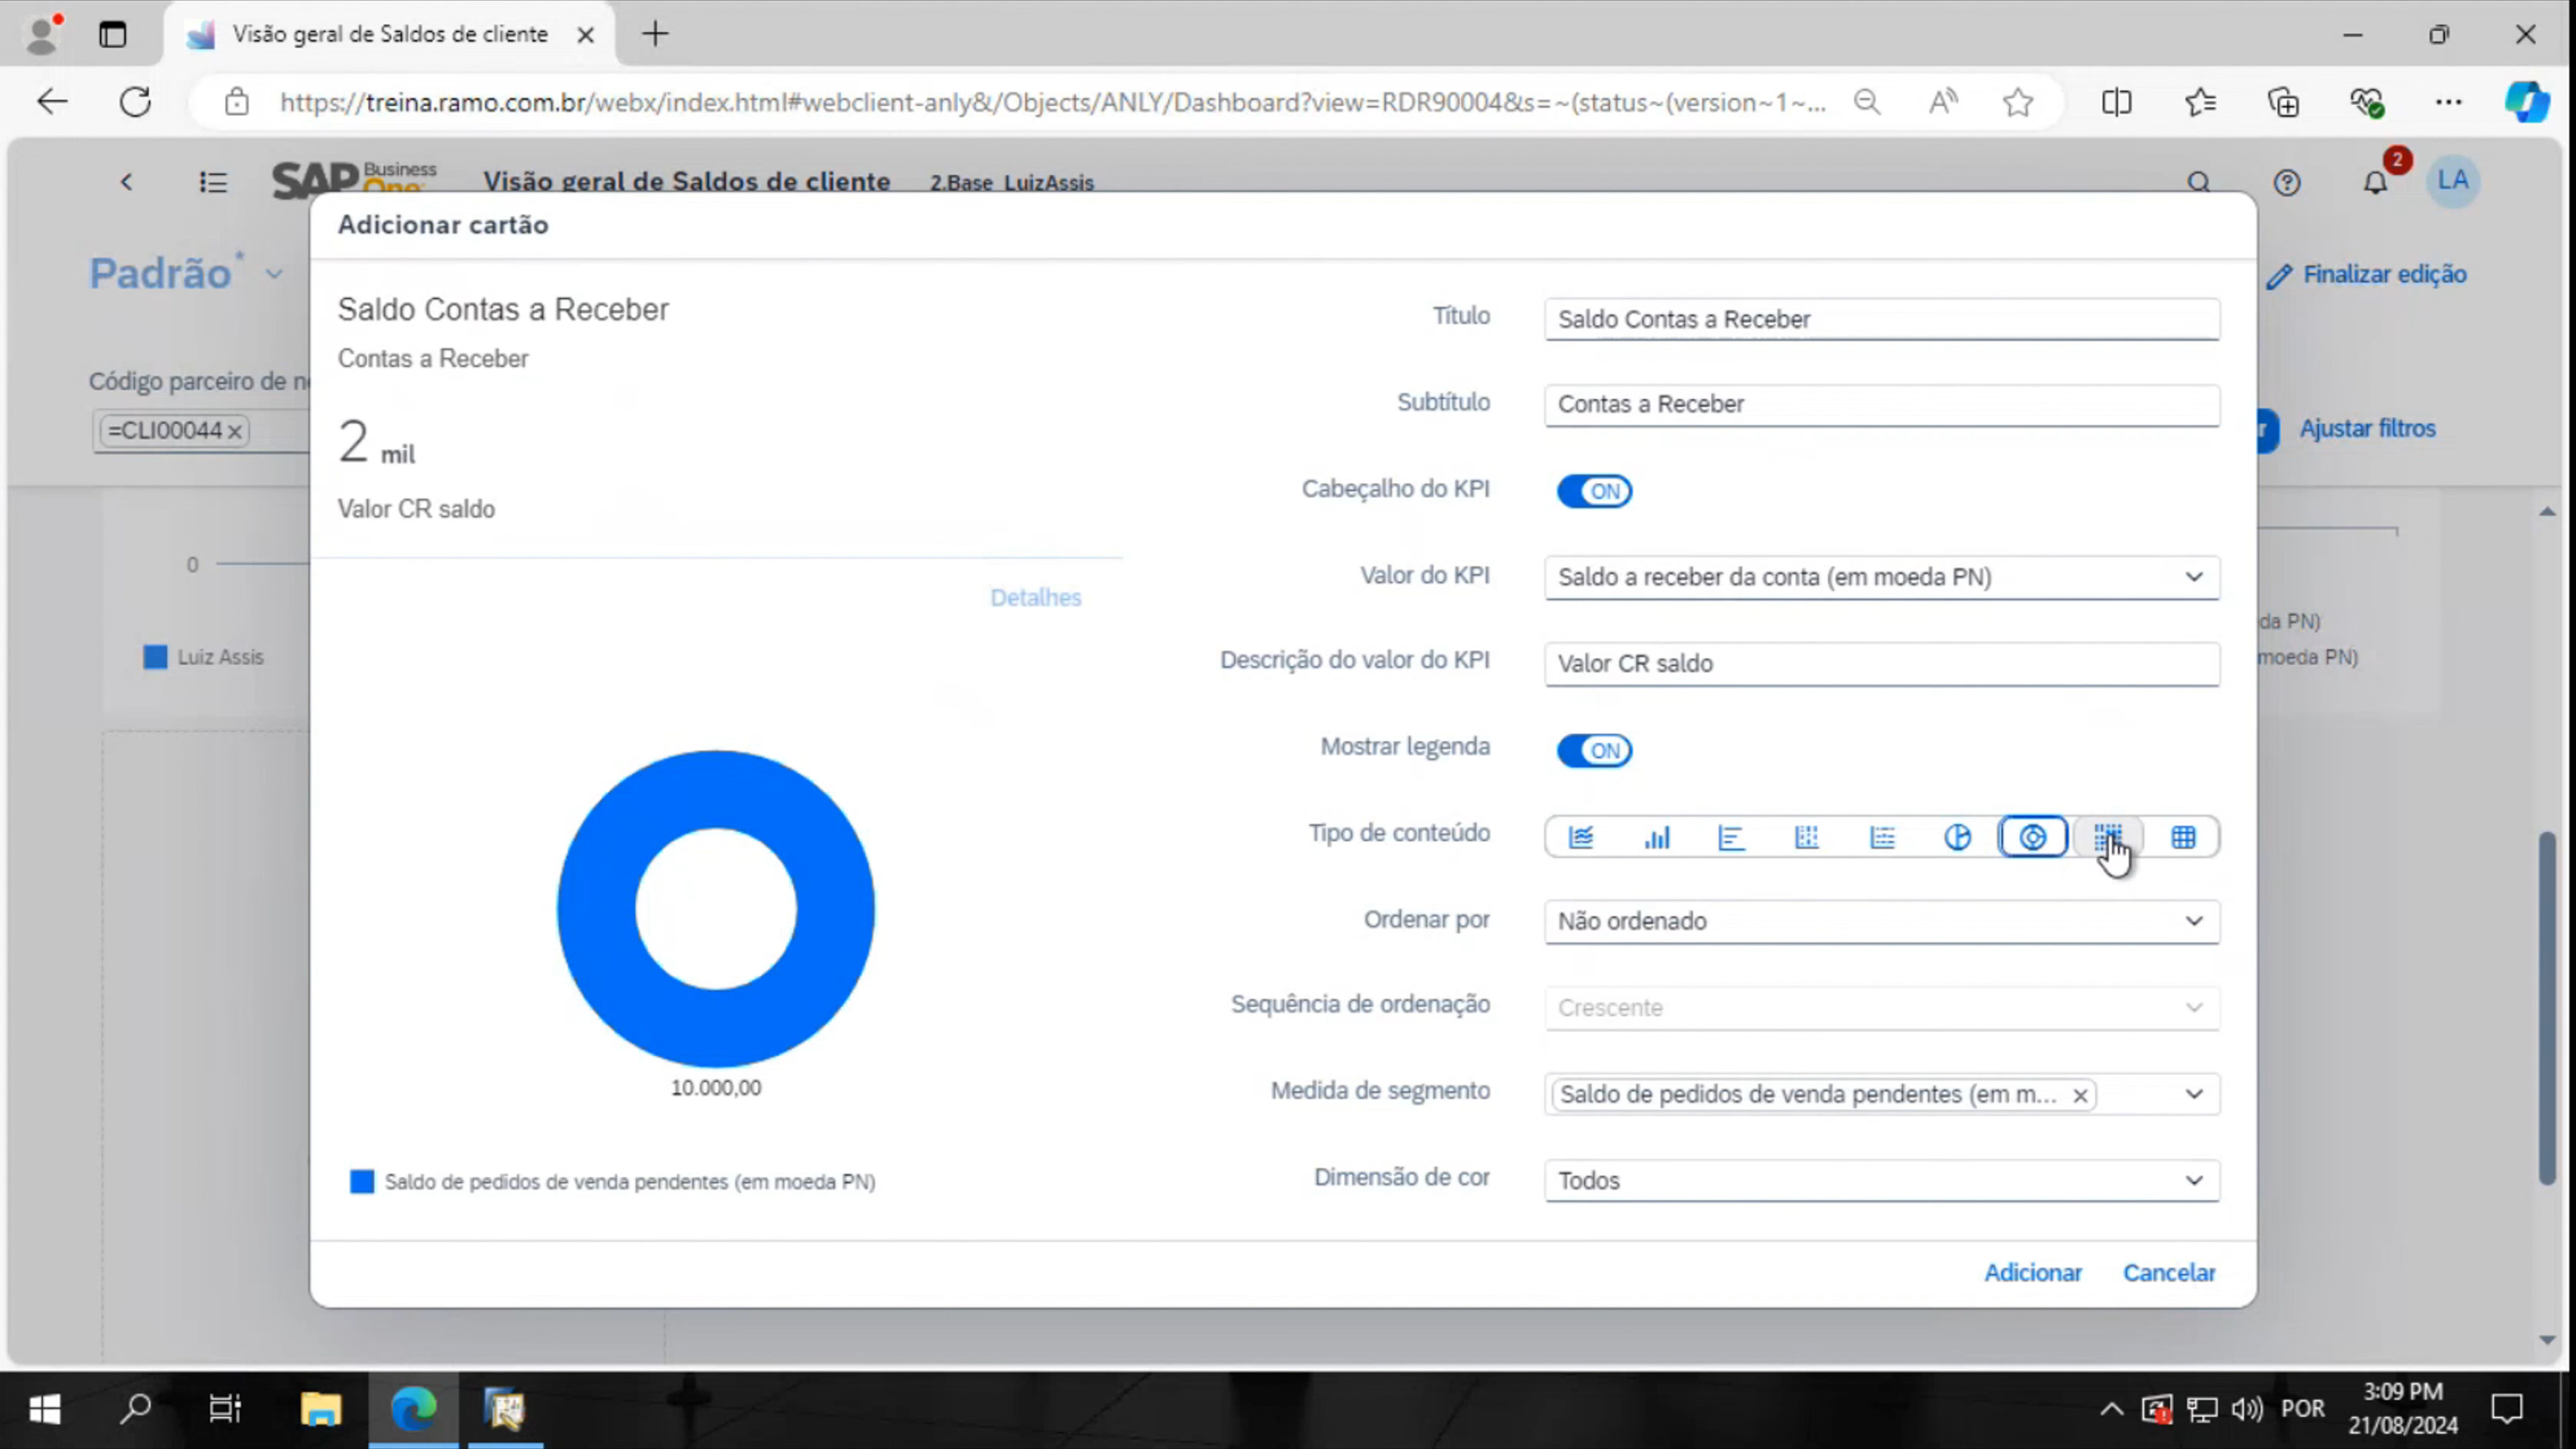 Visão geral de Saldos de cliente
https://treina.ramo.com.br/webx/index.html#webclient-anly&/Objects/ANLY/Dashboard?view=RDR90004&s=~(status~(version~1~...
SAP Business One
Visão geral de Saldos de cliente
2.Base_LuizAssis
2
LA
Padrão*
Finalizar edição
Código parceiro de n
=CLI00044
Ajustar filtros
0
Luiz Assis
da PN)
moeda PN)
Adicionar cartão
Saldo Contas a Receber
Contas a Receber
2 mil
Valor CR saldo
Detalhes
10.000,00
Saldo de pedidos de venda pendentes (em moeda PN)
Título
Saldo Contas a Receber
Subtítulo
Contas a Receber
Cabeçalho do KPI
ON
Valor do KPI
Saldo a receber da conta (em moeda PN)
Descrição do valor do KPI
Valor CR saldo
Mostrar legenda
ON
Tipo de conteúdo
Ordenar por
Não ordenado
Sequência de ordenação
Crescente
Medida de segmento
Saldo de pedidos de venda pendentes (em m...
Dimensão de cor
Todos
Adicionar
Cancelar
POR
3:09 PM
21/08/2024